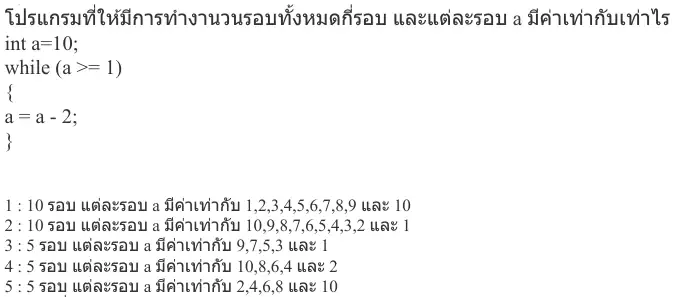 โปรแกรมที่ให้มีการทำงานวนรอบทั้งหมดกี่รอบ และแต่ละรอบ a มีค่าเท่ากับเท่าไร
int a=10;
while (a >= 1)
{
a = a - 2;
}
1 : 10 รอบ แต่ละรอบ a มีค่าเท่ากับ 1,2,3,4,5,6,7,8,9 และ 10
2 : 10 รอบ แต่ละรอบ a มีค่าเท่ากับ 10,9,8,7,6,5,4,3,2 และ 1
3 : 5 รอบ แต่ละรอบ a มีค่าเท่ากับ 9,7,5,3 และ 1
4 : 5 รอบ แต่ละรอบ a มีค่าเท่ากับ 10,8,6,4 และ 2
5 : 5 รอบ แต่ละรอบ a มีค่าเท่ากับ 2,4,6,8 และ 10